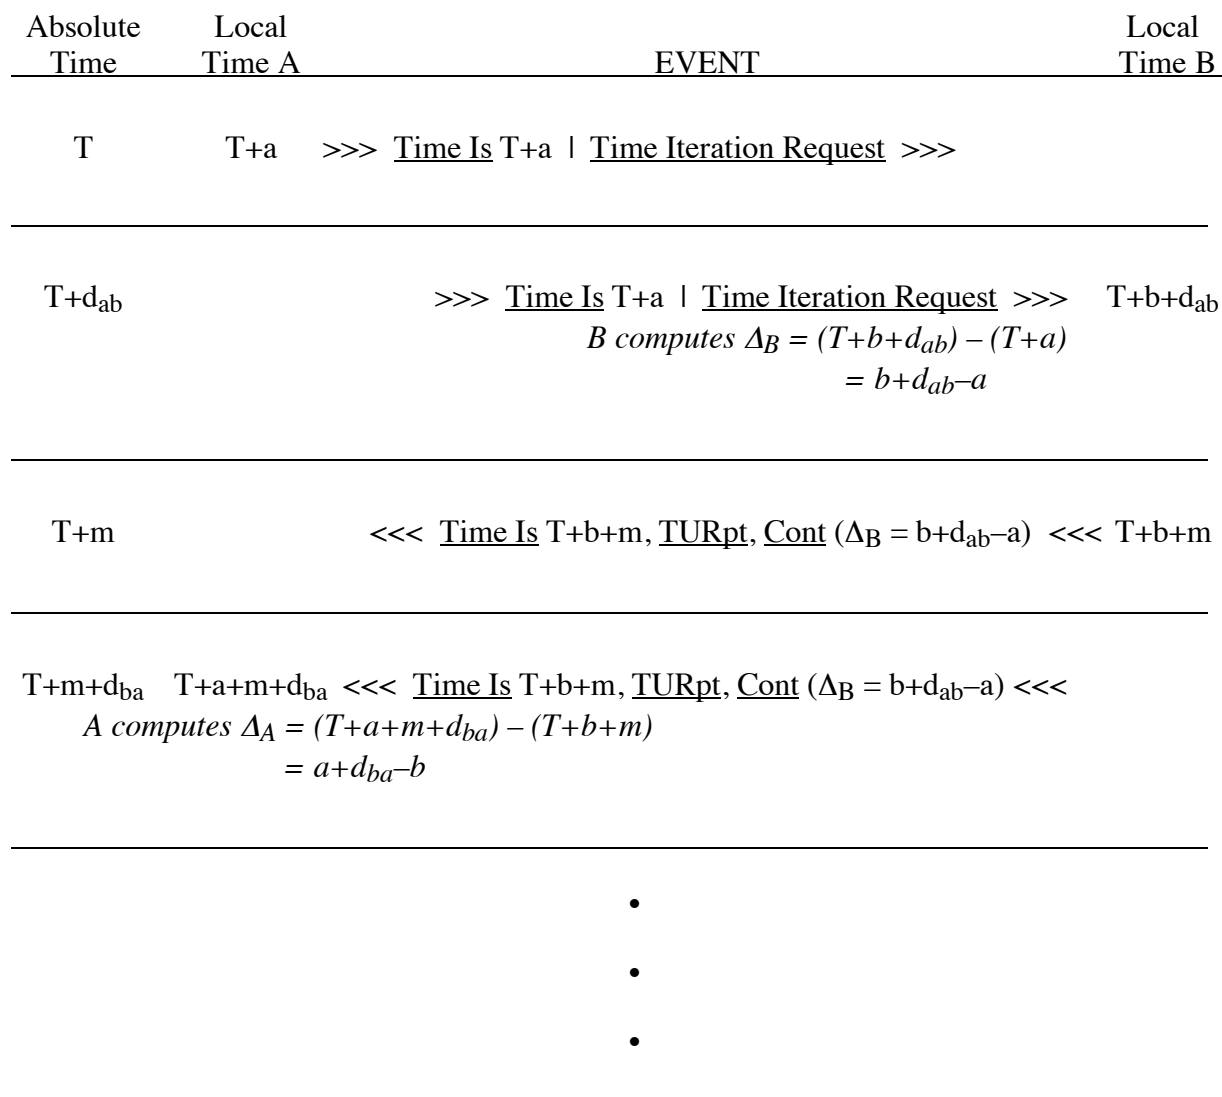 Absolute Local Local
Time Time A EVENT Time B
T T+a >>> Time Is T+a | Time Iteration Request >>>
T+dab >>> Time Is T+a | Time Iteration Request >>> T+b+dab
B computes ΔB = (T+b+dab) – (T+a)
= b+dab–a
T+m <<< Time Is T+b+m, TURpt, Cont (ΔB = b+dab–a) <<< T+b+m
T+m+dba T+a+m+dba <<< Time Is T+b+m, TURpt, Cont (ΔB = b+dab–a) <<<
A computes ΔA = (T+a+m+dba) – (T+b+m)
= a+dba–b
•
•
•